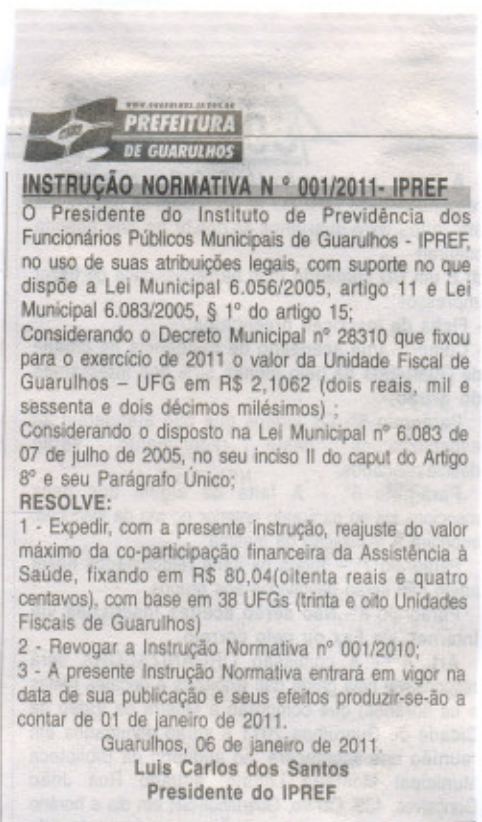 WWW.GUARULHOS.SP.GOV.BR
PREFEITURA
DE GUARULHOS
INSTRUÇÃO NORMATIVA N º 001/2011- IPREF
O Presidente do Instituto de Previdência dos
Funcionários Públicos Municipais de Guarulhos - IPREF,
no uso de suas atribuições legais, com suporte no que
dispõe a Lei Municipal 6.056/2005, artigo 11 e Lei
Municipal 6.083/2005, § 1º do artigo 15;
Considerando o Decreto Municipal nº 28310 que fixou
para o exercício de 2011 o valor da Unidade Fiscal de
Guarulhos – UFG em R$ 2,1062 (dois reais, mil e
sessenta e dois décimos milésimos) ;
Considerando o disposto na Lei Municipal nº 6.083 de
07 de julho de 2005, no seu inciso II do caput do Artigo
8º e seu Parágrafo Único;
RESOLVE:
1 - Expedir, com a presente instrução, reajuste do valor
máximo da co-participação financeira da Assistência à
Saúde, fixando em R$ 80,04(oitenta reais e quatro
centavos), com base em 38 UFGs (trinta e oito Unidades
Fiscais de Guarulhos)
2 - Revogar a Instrução Normativa nº 001/2010;
3 - A presente Instrução Normativa entrará em vigor na
data de sua publicação e seus efeitos produzir-se-ão a
contar de 01 de janeiro de 2011.
Guarulhos, 06 de janeiro de 2011.
Luis Carlos dos Santos
Presidente do IPREF